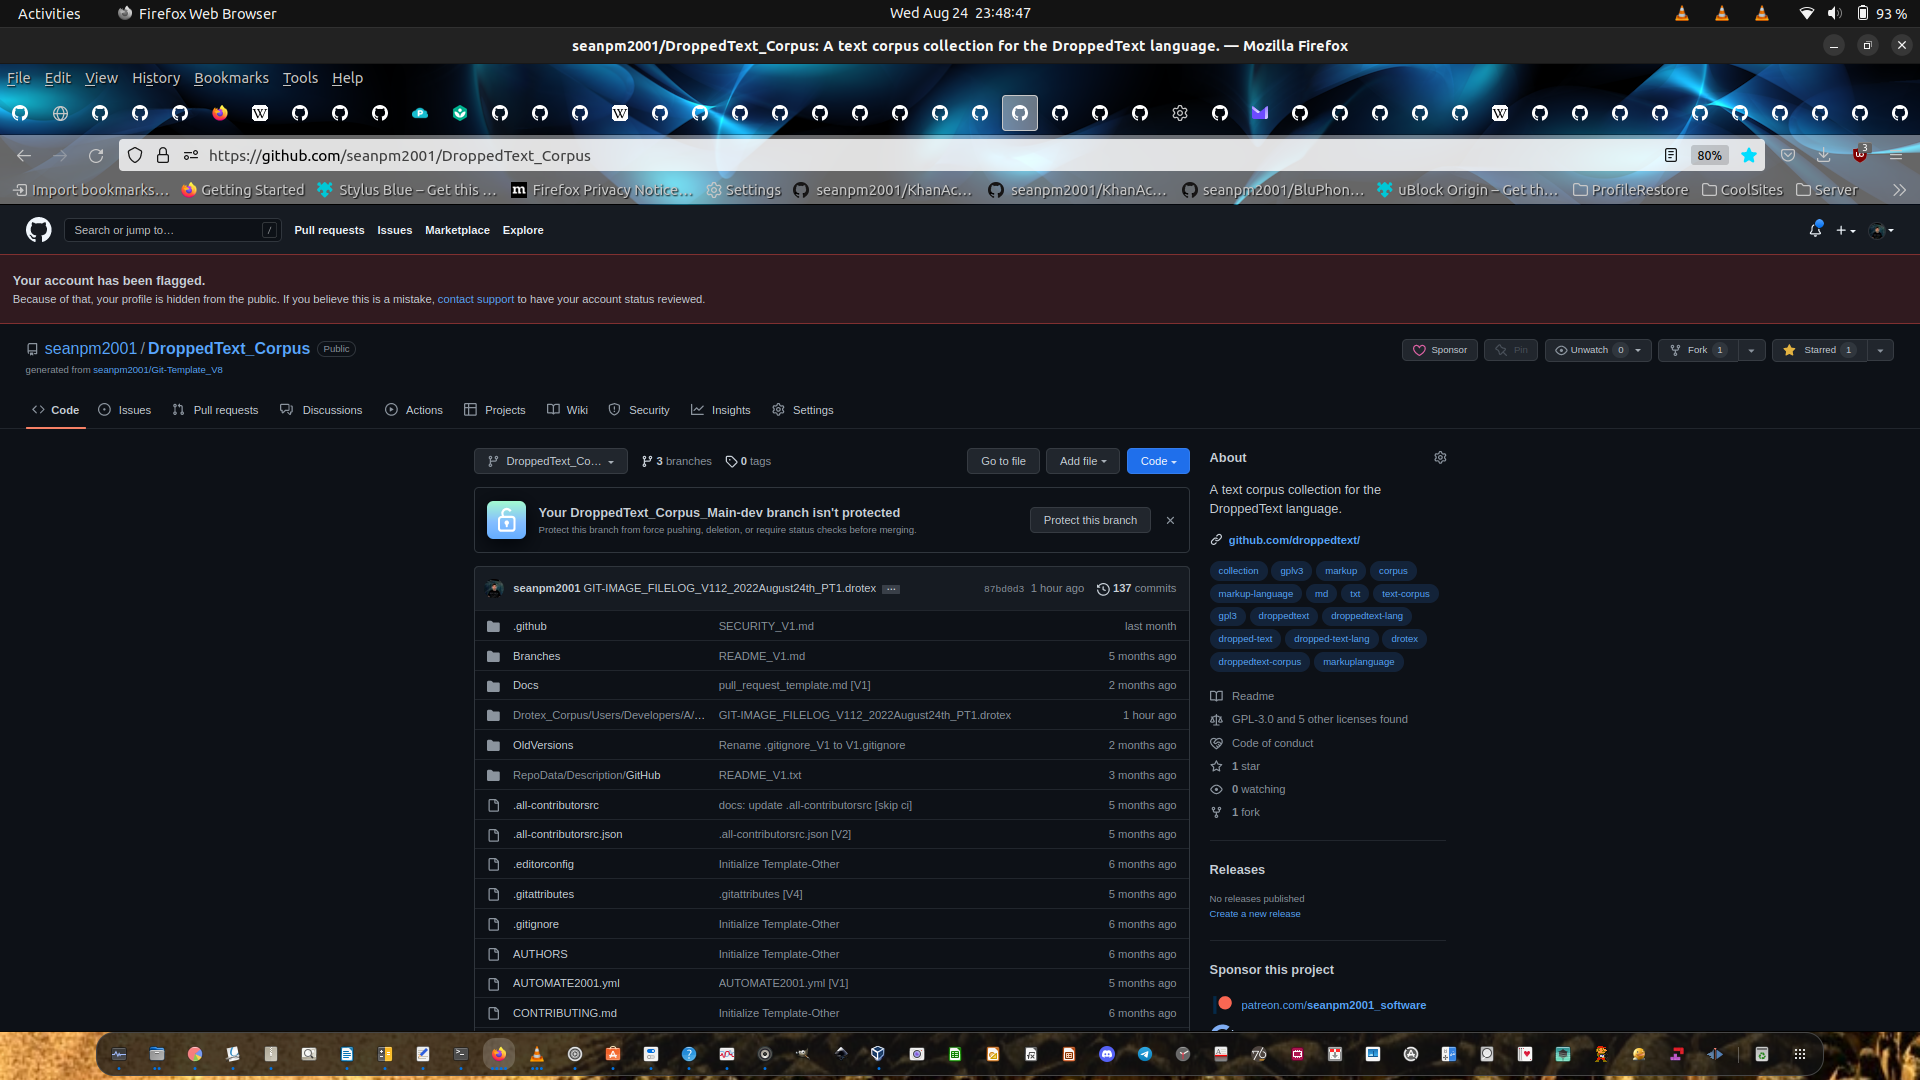 Activities Firefox Web Browser Wed Aug 24 23:48:47 93 %
seanpm2001/DroppedText_Corpus: A text corpus collection for the DroppedText language. — Mozilla Firefox
File Edit View History Bookmarks Tools Help
https://github.com/seanpm2001/DroppedText_Corpus 80% 3
Import bookmarks… Getting Started Stylus Blue – Get this … Firefox Privacy Notice… Settings seanpm2001/KhanAc… seanpm2001/KhanAc… seanpm2001/BluPhon… uBlock Origin – Get th… ProfileRestore CoolSites Server
Search or jump to… / Pull requests Issues Marketplace Explore
Your account has been flagged.
Because of that, your profile is hidden from the public. If you believe this is a mistake, contact support to have your account status reviewed.
seanpm2001 / DroppedText_Corpus Public Sponsor Pin Unwatch 0 Fork 1 Starred 1
generated from seanpm2001/Git-Template_V8
Code Issues Pull requests Discussions Actions Projects Wiki Security Insights Settings
DroppedText_Co… 3 branches 0 tags Go to file Add file Code
Your DroppedText_Corpus_Main-dev branch isn't protected
Protect this branch from force pushing, deletion, or require status checks before merging.
Protect this branch
seanpm2001 GIT-IMAGE_FILELOG_V112_2022August24th_PT1.drotex … 87bd0d3 1 hour ago 137 commits
.github SECURITY_V1.md last month
Branches README_V1.md 5 months ago
Docs pull_request_template.md [V1] 2 months ago
Drotex_Corpus/Users/Developers/A/… GIT-IMAGE_FILELOG_V112_2022August24th_PT1.drotex 1 hour ago
OldVersions Rename .gitignore_V1 to V1.gitignore 2 months ago
RepoData/Description/GitHub README_V1.txt 3 months ago
.all-contributorsrc docs: update .all-contributorsrc [skip ci] 5 months ago
.all-contributorsrc.json .all-contributorsrc.json [V2] 5 months ago
.editorconfig Initialize Template-Other 6 months ago
.gitattributes .gitattributes [V4] 5 months ago
.gitignore Initialize Template-Other 6 months ago
AUTHORS Initialize Template-Other 6 months ago
AUTOMATE2001.yml AUTOMATE2001.yml [V1] 5 months ago
CONTRIBUTING.md Initialize Template-Other 6 months ago
About
A text corpus collection for the
DroppedText language.
github.com/droppedtext/
collection gplv3 markup corpus
markup-language md txt text-corpus
gpl3 droppedtext droppedtext-lang
dropped-text dropped-text-lang drotex
droppedtext-corpus markuplanguage
Readme
GPL-3.0 and 5 other licenses found
Code of conduct
1 star
0 watching
1 fork
Releases
No releases published
Create a new release
Sponsor this project
patreon.com/seanpm2001_software